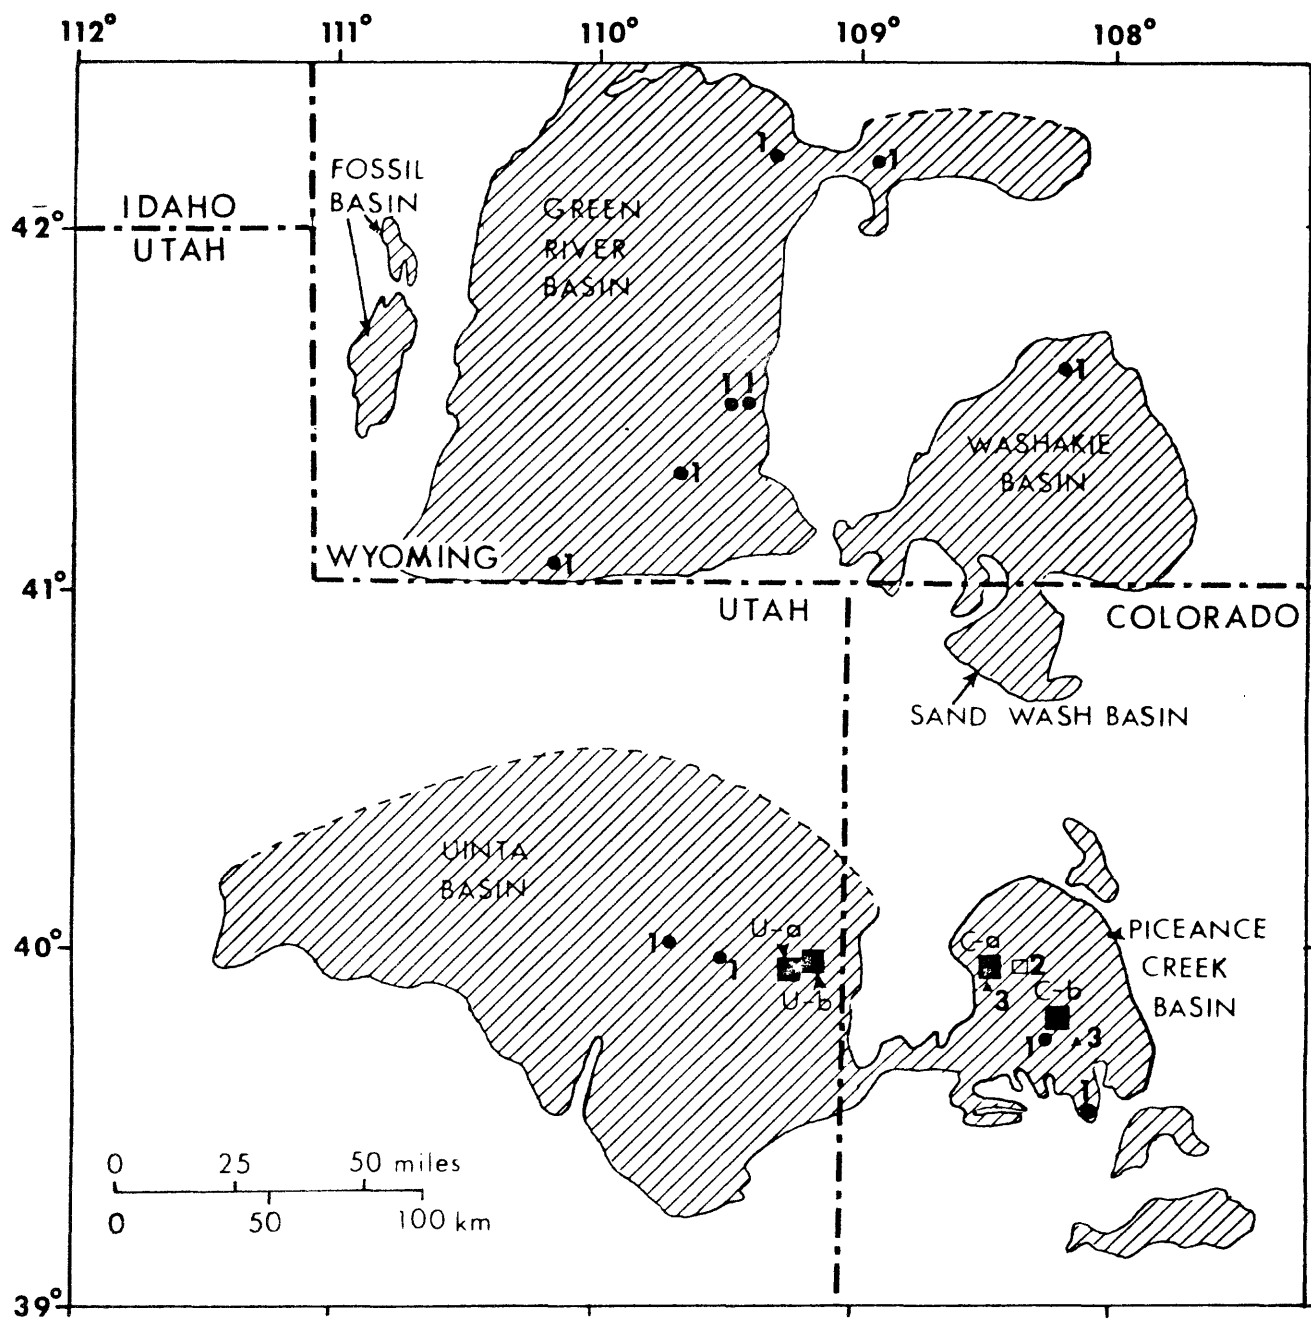 112° 111° 110° 109° 108°
FOSSIL
BASIN
IDAHO
42°
UTAH
GREEN
RIVER
BASIN
1
1
1 1
1
1
1
WASHAKIE
BASIN
WYOMING
41°
UTAH
COLORADO
SAND WASH BASIN
UINTA
BASIN
40°
1
1
U-a
U-b
C-a
2
3
C-b
1
3
1
PICEANCE
CREEK
BASIN
0 25 50 miles
0 50 100 km
39°